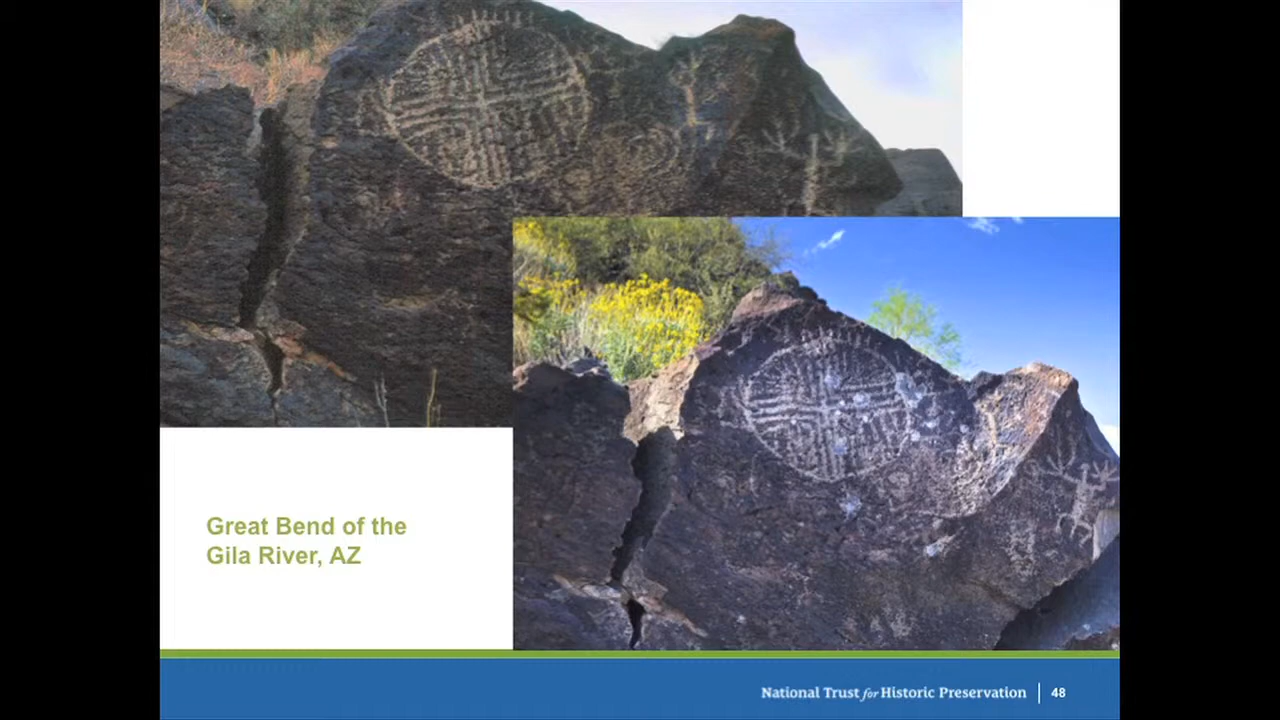 Great Bend of the
Gila River, AZ
National Trust for Historic Preservation | 48